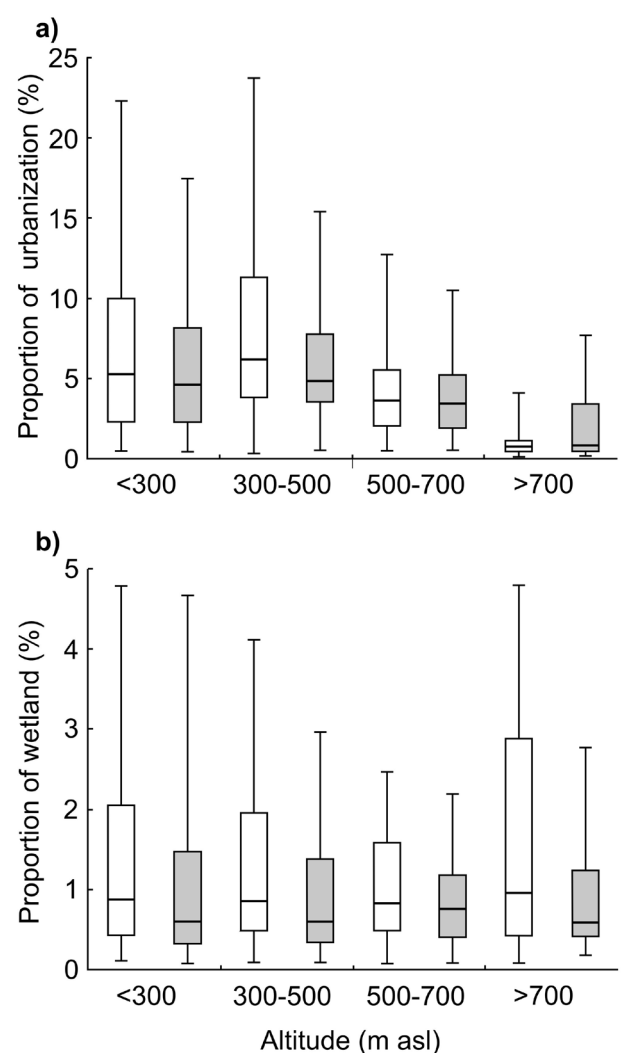 a)
Proportion of urbanization (%)
25
20
15
10
5
0
<300 300-500 500-700 >700
b)
Proportion of wetland (%)
5
4
3
2
1
0
<300 300-500 500-700 >700
Altitude (m asl)